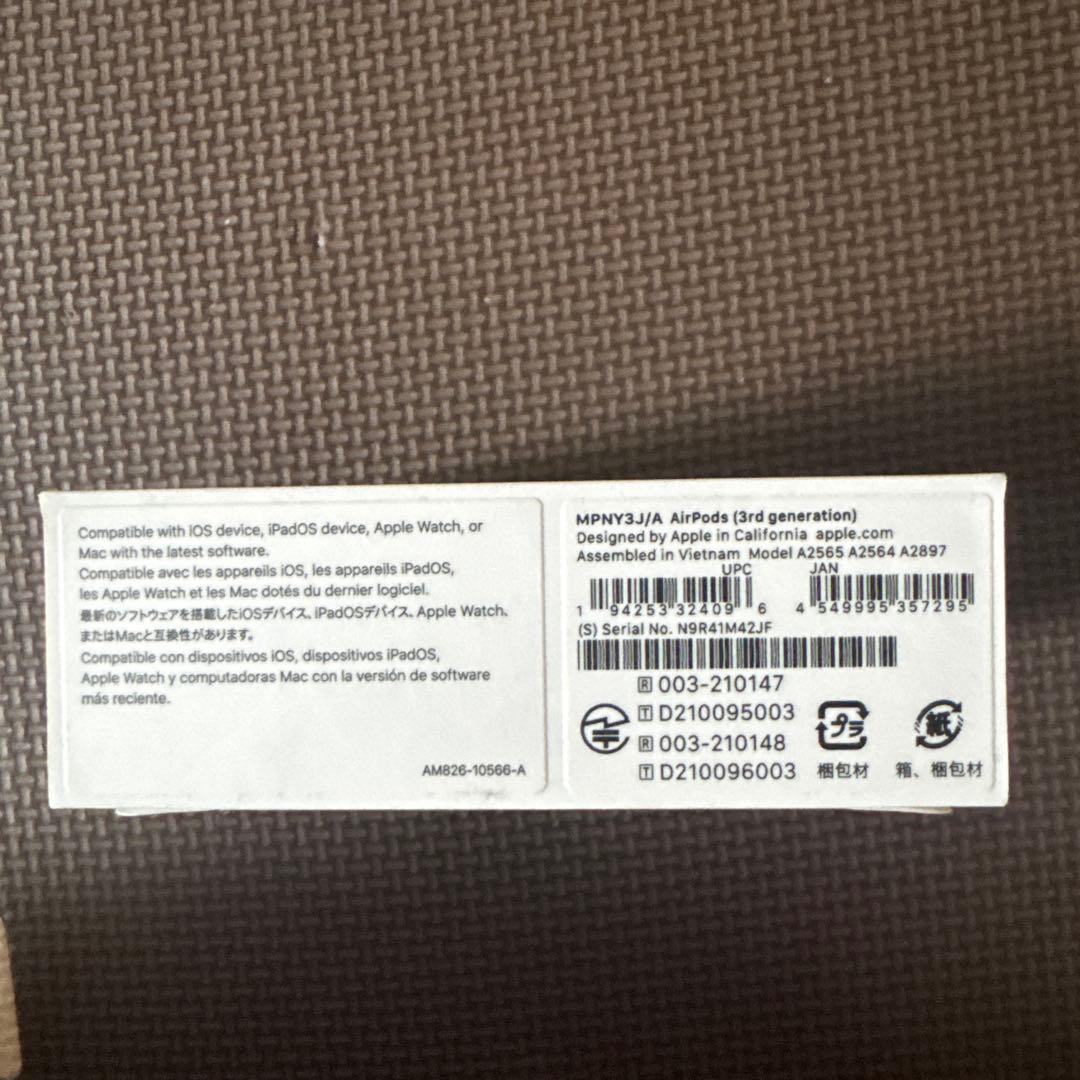 Compatible with iOS device, iPadOS device, Apple Watch, or
Mac with the latest software.
Compatible avec les appareils iOS, les appareils iPadOS,
les Apple Watch et les Mac dotés du dernier logiciel.
最新のソフトウェアを搭載したiOSデバイス、iPadOSデバイス、Apple Watch、
またはMacと互換性があります。
Compatible con dispositivos iOS, dispositivos iPadOS,
Apple Watch y computadoras Mac con la versión de software
más reciente.
AM826-10566-A
MPNY3J/A AirPods (3rd generation)
Designed by Apple in California apple.com
Assembled in Vietnam Model A2565 A2564 A2897
UPC JAN
1 94253 32409 6 4 549995 357295
(S) Serial No. N9R41M42JF
R 003-210147
T D210095003
R 003-210148
T D210096003
プラ
梱包材
紙
箱、梱包材